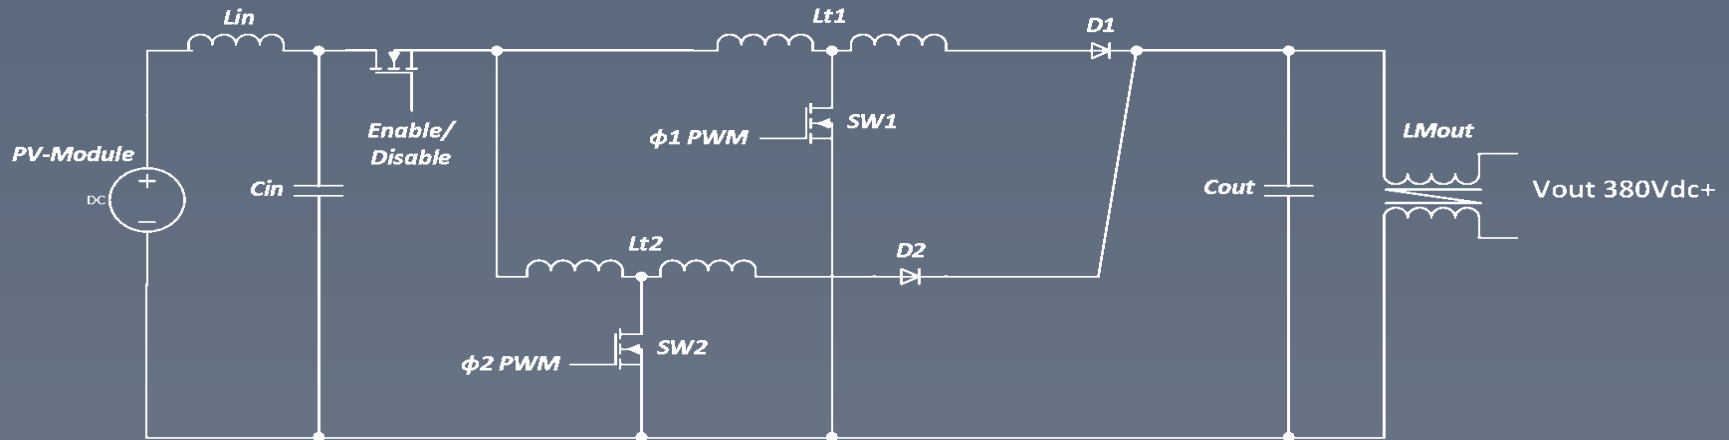 Lin
Lt1
D1
Enable/
Disable
ϕ1 PWM
SW1
LMout
PV-Module
+
DC
−
Cin
Cout
Vout 380Vdc+
Lt2
D2
ϕ2 PWM
SW2